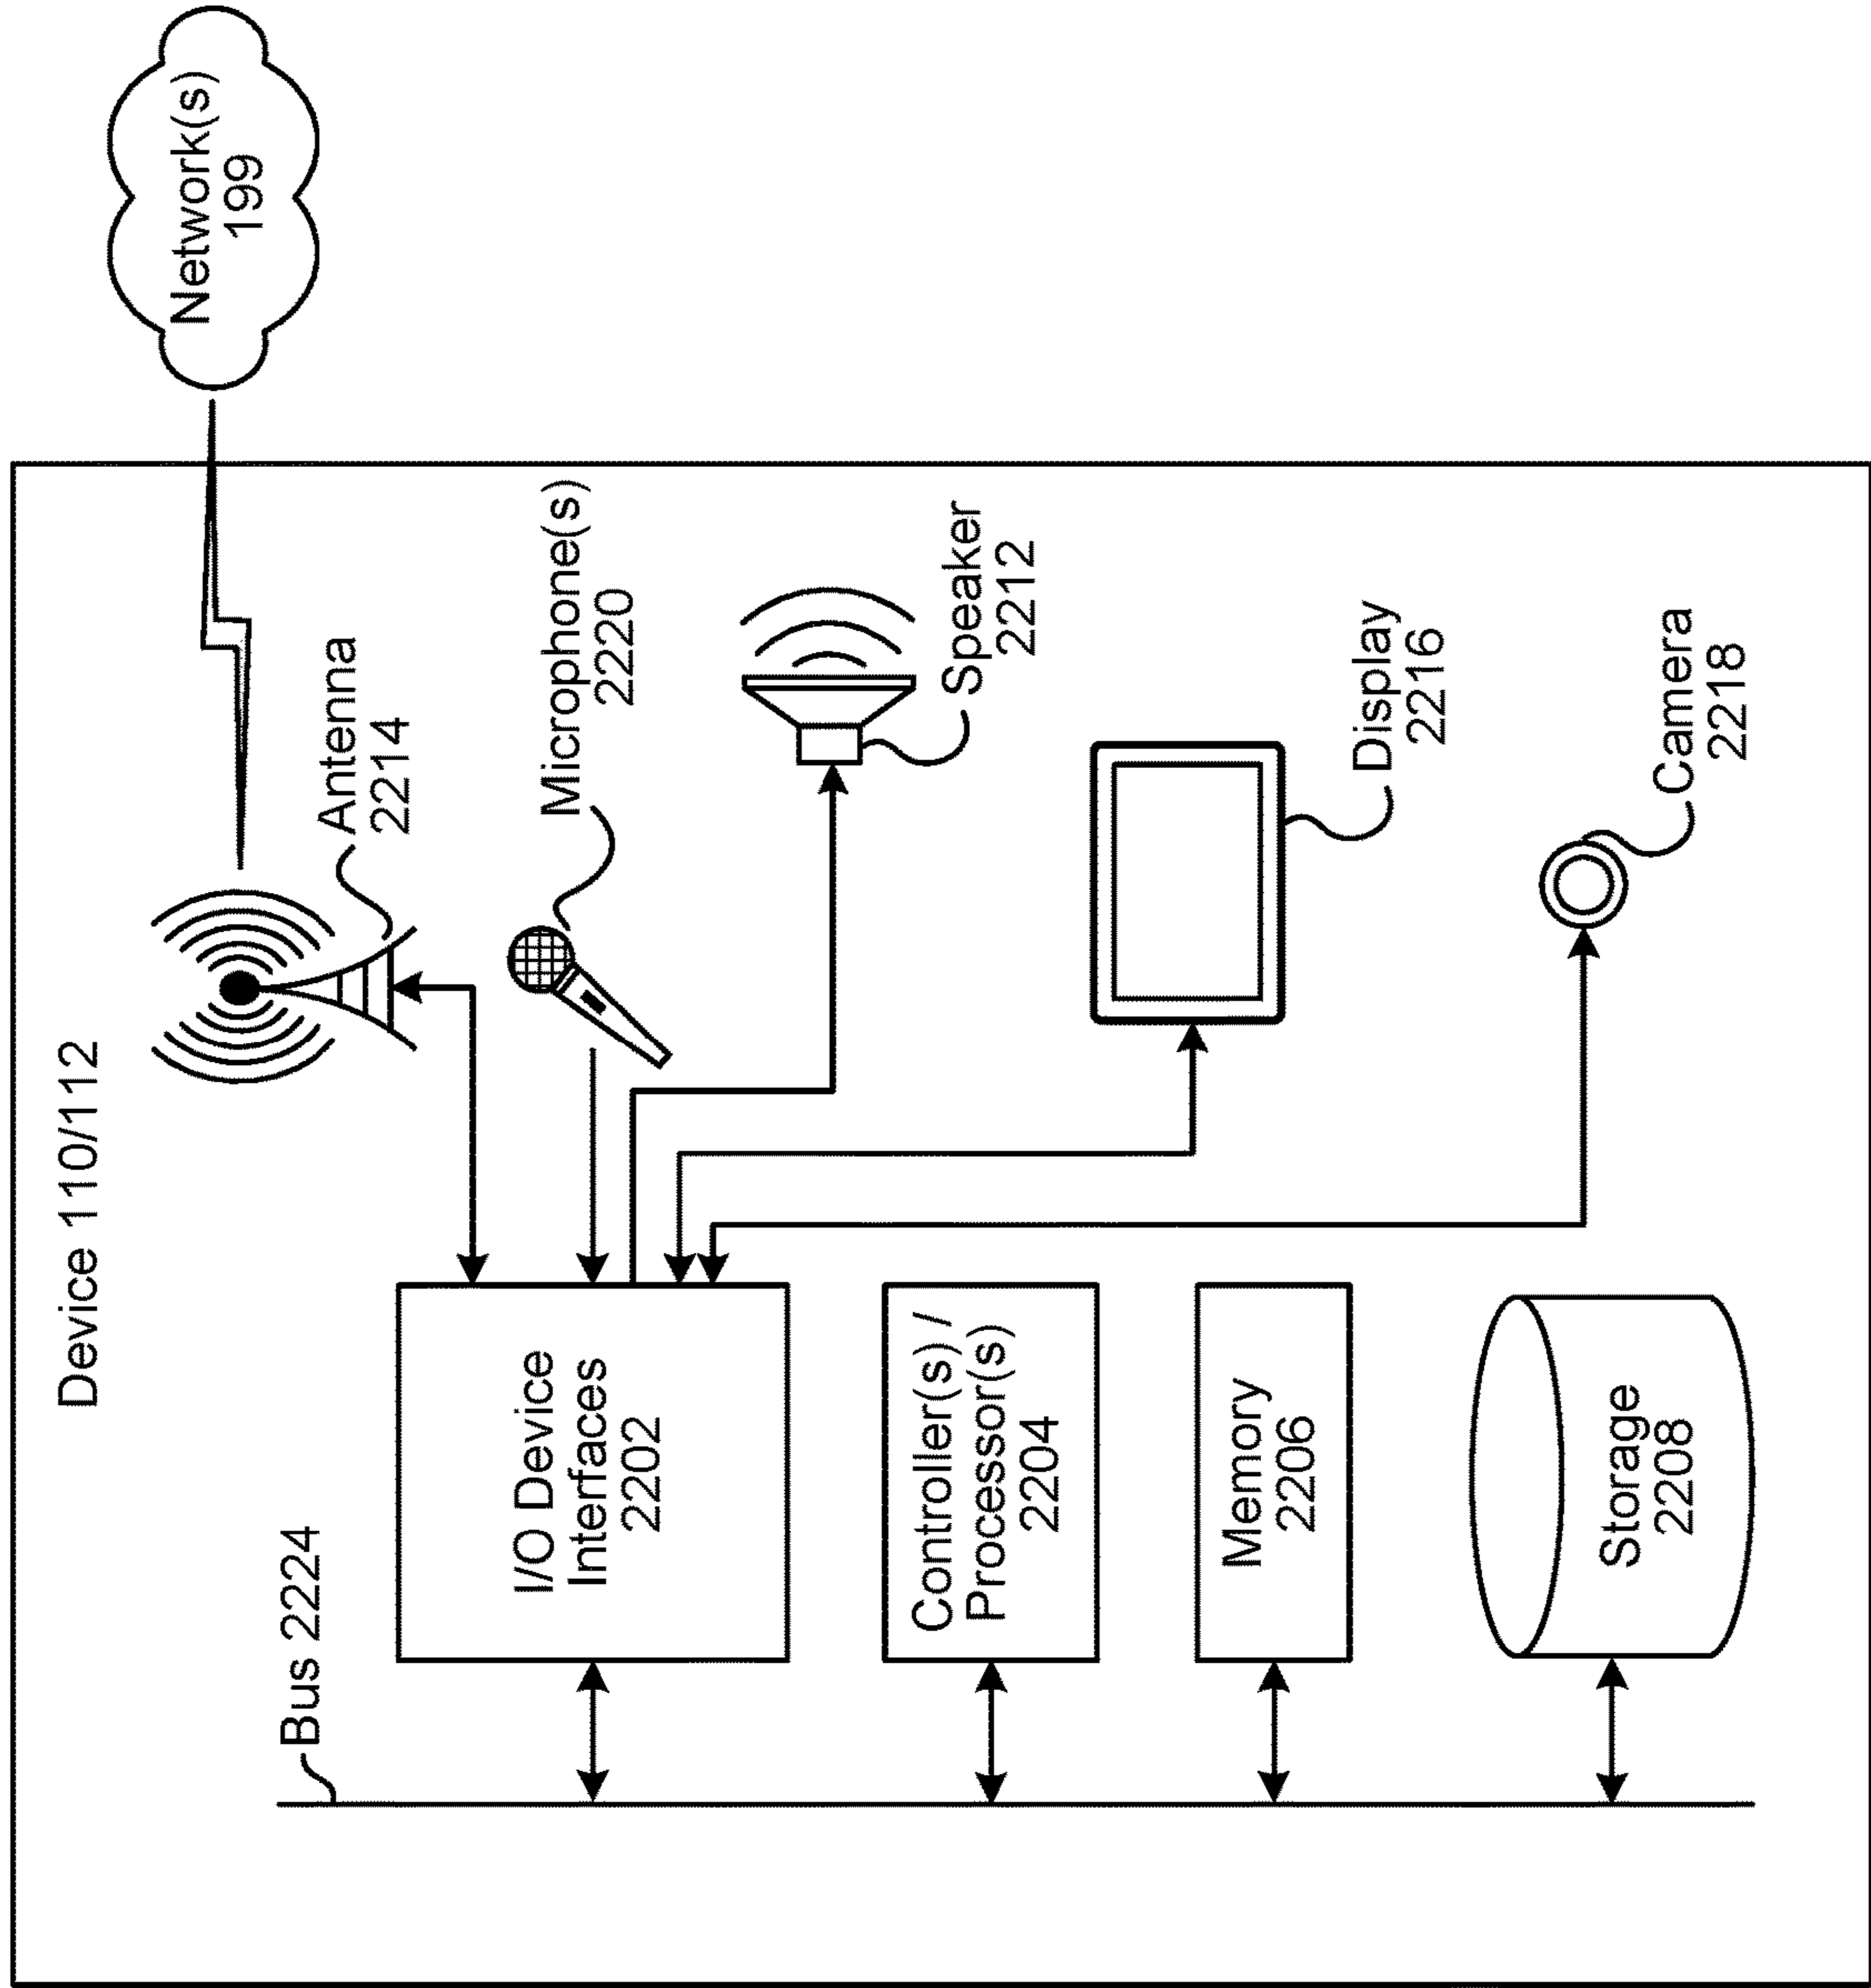 Device 110/112
Bus 2224
I/O Device
Interfaces
2202
Controller(s) /
Processor(s)
2204
Memory
2206
Storage
2208
Antenna
2214
Microphone(s)
2220
Speaker
2212
Display
2216
Camera
2218
Network(s)
199